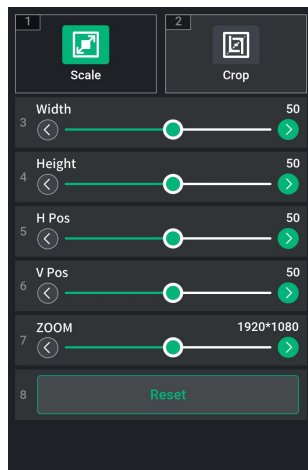 1
2
Scale
Crop
3
Width
50
4
Height
50
5
H Pos
50
6
V Pos
50
7
ZOOM
1920*1080
8
Reset